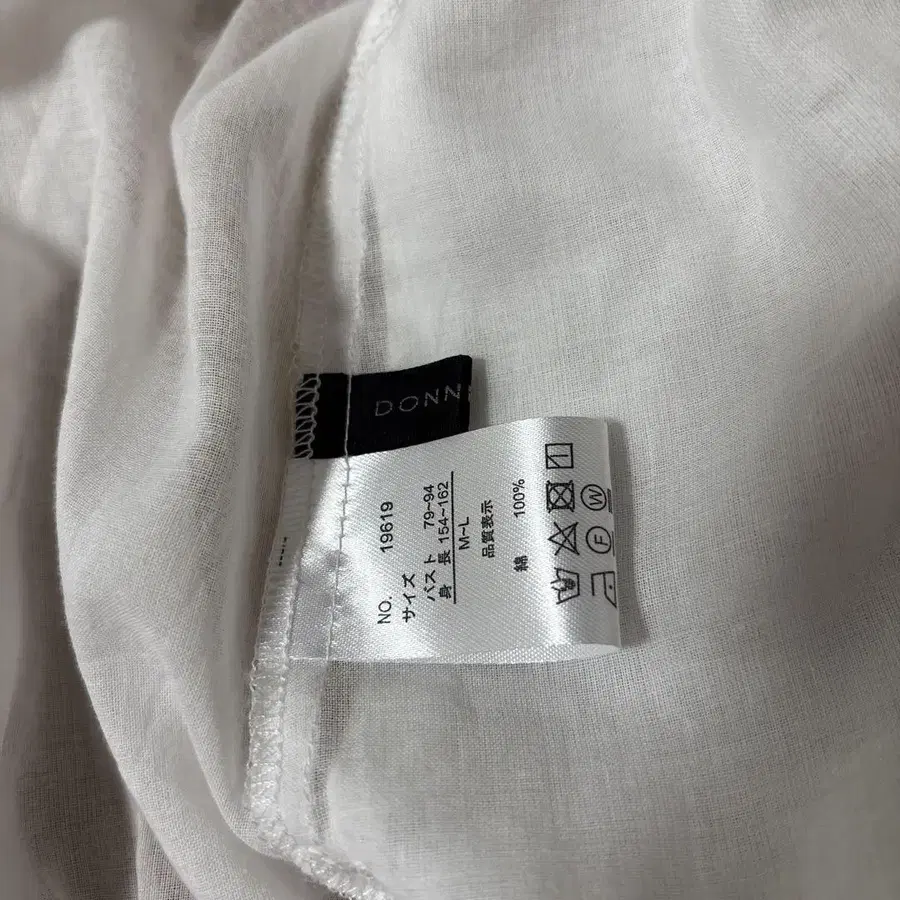 DONN
NO. 19619
サイズ
バスト 79~94
身長 154~162
M~L
品質表示
綿 100%
W
F